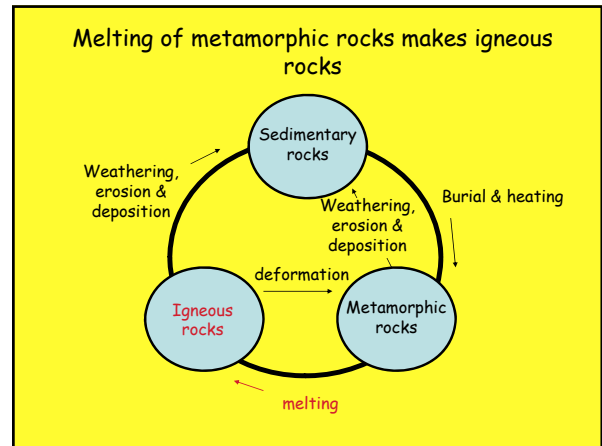 Melting of metamorphic rocks makes igneous
rocks
Sedimentary
rocks
Weathering,
erosion &
deposition
Weathering,
erosion &
deposition
Burial & heating
deformation
Igneous
rocks
Metamorphic
rocks
melting